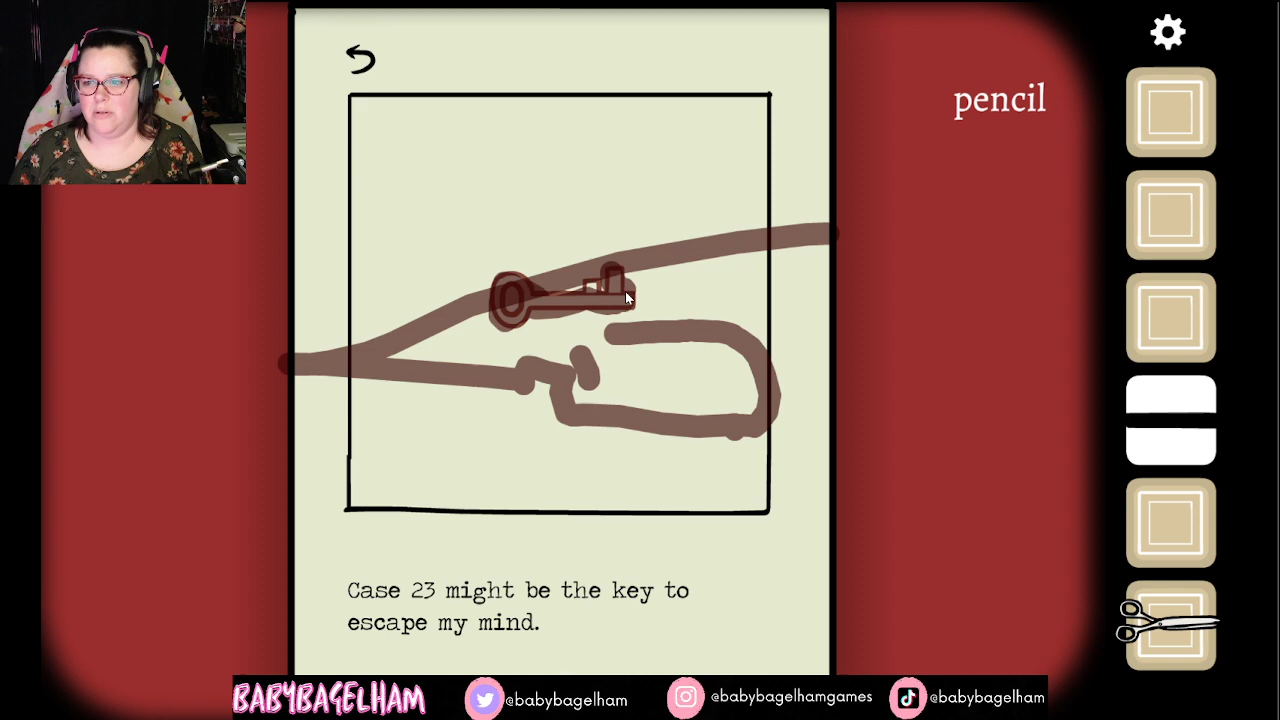 pencil
Case 23 might be the key to
escape my mind.
BABYBAGELHAM
@babybagelham
@babybagelhamgames
@babybagelham